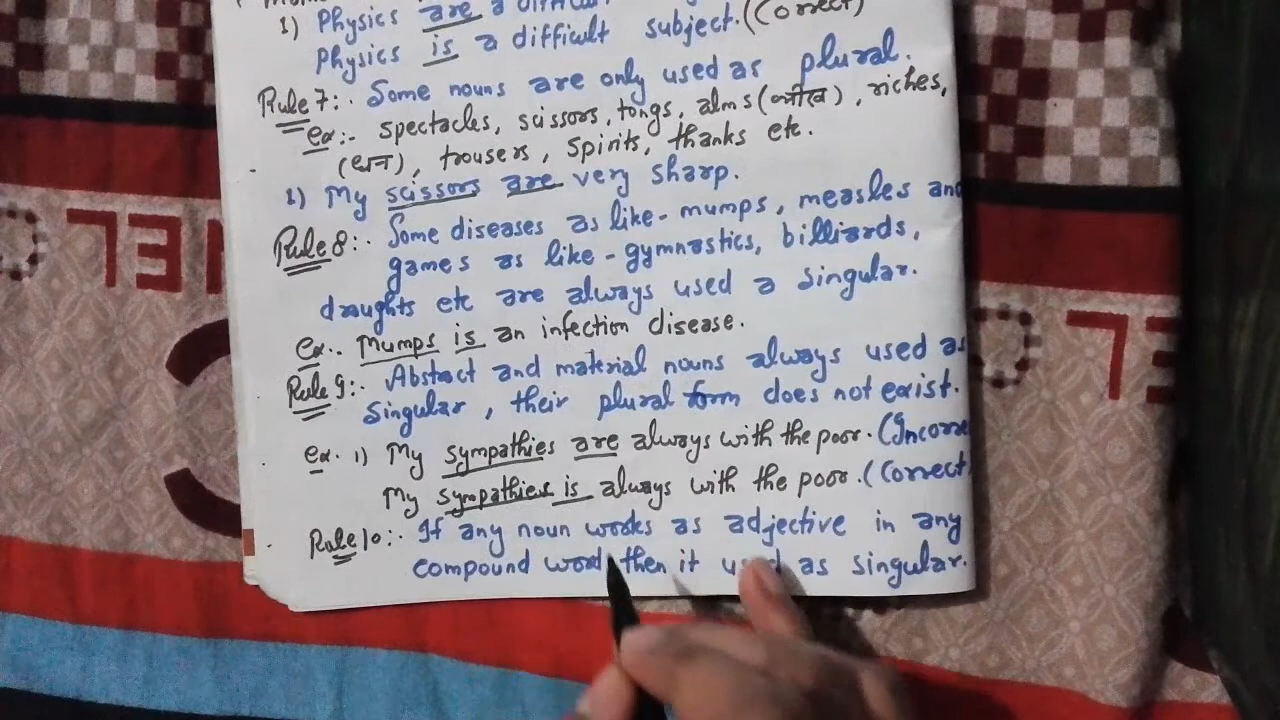 1) Physics are a
Physics is a difficult subject. (Correct)
Rule 7:. Some nouns are only used as plural.
ex:- spectacles, scissors, tongs, alms (भीख), riches,
(धन), trousers, spirits, thanks etc.
1) My scissors are very sharp.
Rule 8:. Some diseases as like- mumps, measles and
games as like - gymnastics, billiards,
draughts etc are always used a singular.
ex:. Mumps is an infection disease.
Rule 9:. Abstract and material nouns always used as
singular, their plural form does not exist.
ex. 1) My sympathies are always with the poor. (Incorre
My is always with the poor. (Correct
Rule 10:. If any noun works as adjective in any
compound word then it used as singular.